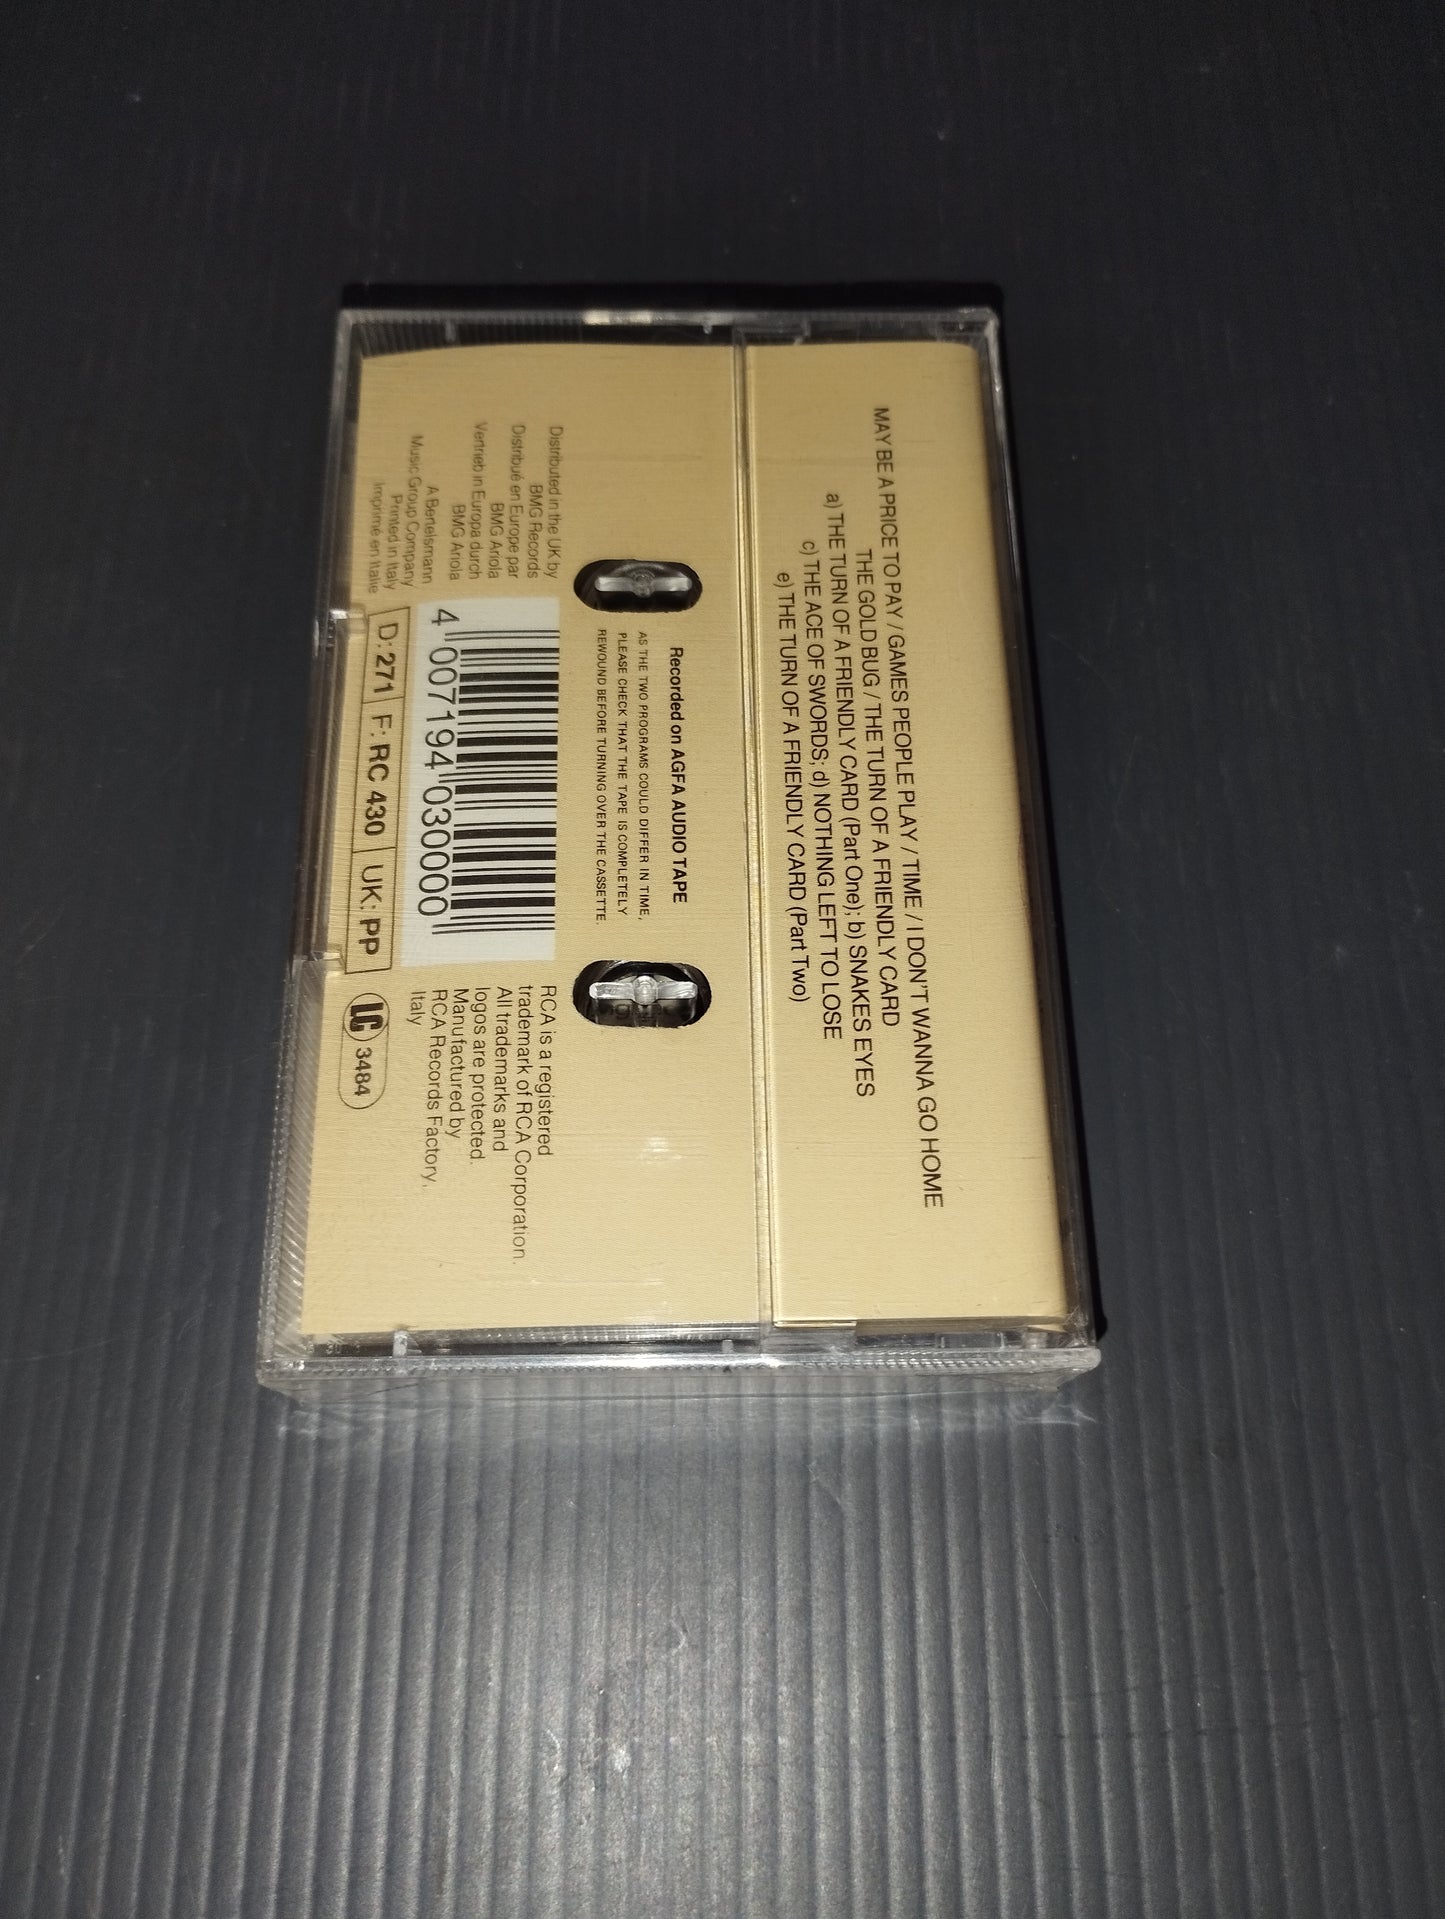 MAY BE A PRICE TO PAY / GAMES PEOPLE PLAY / TIME / I DON'T WANNA GO HOME
THE GOLD BUG / THE TURN OF A FRIENDLY CARD
a) THE TURN OF A FRIENDLY CARD (Part One); b) SNAKES EYES
c) THE ACE OF SWORDS; d) NOTHING LEFT TO LOSE
e) THE TURN OF A FRIENDLY CARD (Part Two)
Recorded on AGFA AUDIO TAPE
AS THE TWO PROGRAMS COULD DIFFER IN TIME,
PLEASE CHECK THAT THE TAPE IS COMPLETELY
REWOUND BEFORE TURNING OVER THE CASSETTE.
Distributed in the UK by
BMG Records
Distribué en Europe par
BMG Ariola
Vertrieb in Europa durch
BMG Ariola
A Bertelsmann
Music Group Company
Printed in Italy
Imprimé en Italie
4 007194 030000
D: 271 F: RC 430 UK: PP
RCA is a registered
trademark of RCA Corporation.
All trademarks and
logos are protected.
Manufactured by
RCA Records Factory,
Italy
LC 3484